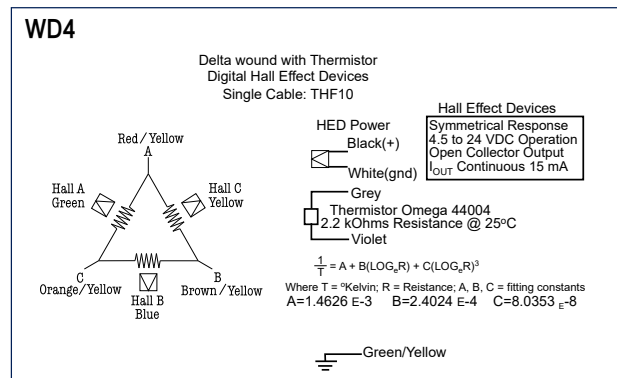 WD4
Delta wound with Thermistor
Digital Hall Effect Devices
Single Cable: THF10
Hall Effect Devices
Symmetrical Response
4.5 to 24 VDC Operation
Open Collector Output
IOUT Continuous 15 mA
HED Power
Black(+)
White(gnd)
Red/Yellow
A
Hall A
Green
Hall C
Yellow
Grey
Thermistor Omega 44004
2.2 kOhms Resistance @ 25°C
Violet
C
Orange/Yellow
Hall B
Blue
B
Brown/Yellow
1/T = A + B(LOGeR) + C(LOGeR)³
Where T = °Kelvin; R = Reistance; A, B, C = fitting constants
A=1.4626 E-3 B=2.4024 E-4 C=8.0353 E-8
Green/Yellow